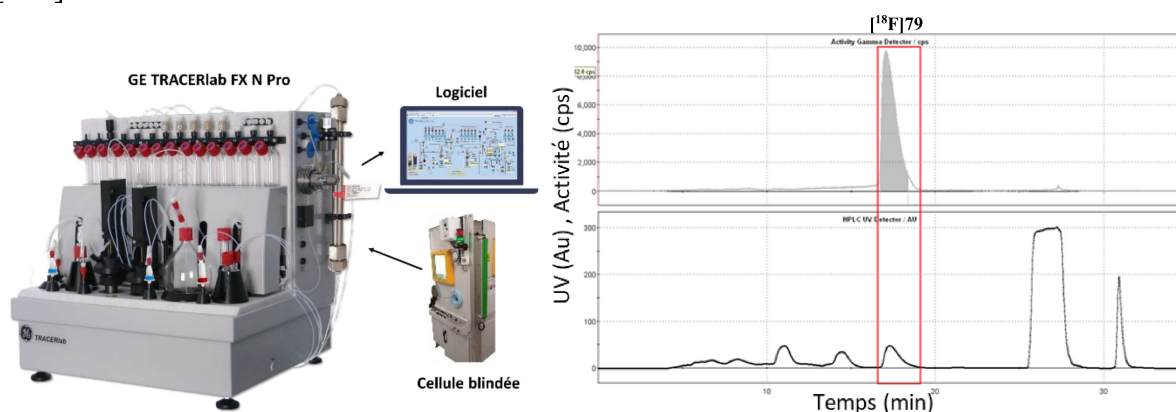 GE TRACERlab FX N Pro
Logiciel
Cellule blindée
GE TRACERlab
[¹⁸F]79
Activity Gamma Detector / cps
10,000
6,000
4,000
2,000
0
HPLC UV Detector / AU
300
200
100
0
10
20
30
UV (Au) , Activité (cps)
Temps (min)